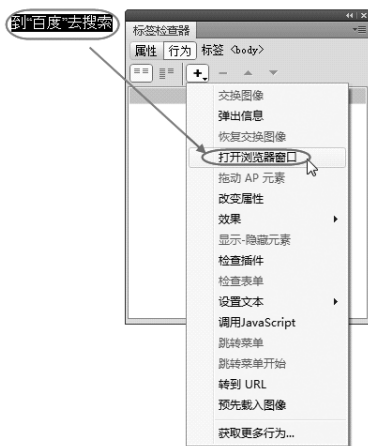 到“百度”去搜索
标签检查器
属性 行为 标签 <body>
交换图像
弹出信息
恢复交换图像
打开浏览器窗口
拖动 AP 元素
改变属性
效果
显示-隐藏元素
检查插件
检查表单
设置文本
调用JavaScript
跳转菜单
跳转菜单开始
转到 URL
预先载入图像
获取更多行为...